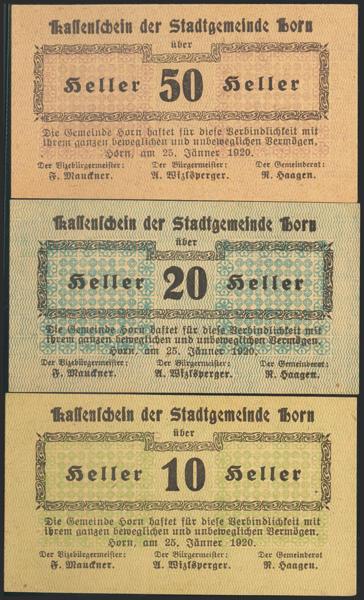 Kassenschein der Stadtgemeinde Horn
über
Heller 50 Heller
Die Gemeinde Horn haftet für diese Verbindlichkeit mit
ihrem ganzen beweglichen und unbeweglichen Vermögen.
Horn, am 25. Jänner 1920.
Der Vizebürgermeister: Der Bürgermeister: Der Gemeinderat:
F. Mauckner. A. Wizlsperger. R. Haagen.
Kassenschein der Stadtgemeinde Horn
über
Heller 20 Heller
Die Gemeinde Horn haftet für diese Verbindlichkeit mit
ihrem ganzen beweglichen und unbeweglichen Vermögen.
Horn, am 25. Jänner 1920.
Der Vizebürgermeister: Der Bürgermeister: Der Gemeinderat:
F. Mauckner. A. Wizlsperger. R. Haagen.
Kassenschein der Stadtgemeinde Horn
über
Heller 10 Heller
Die Gemeinde Horn haftet für diese Verbindlichkeit mit
ihrem ganzen beweglichen und unbeweglichen Vermögen.
Horn, am 25. Jänner 1920.
Der Vizebürgermeister: Der Bürgermeister: Der Gemeinderat
F. Mauckner. A. Wizlsperger. R. Haagen.